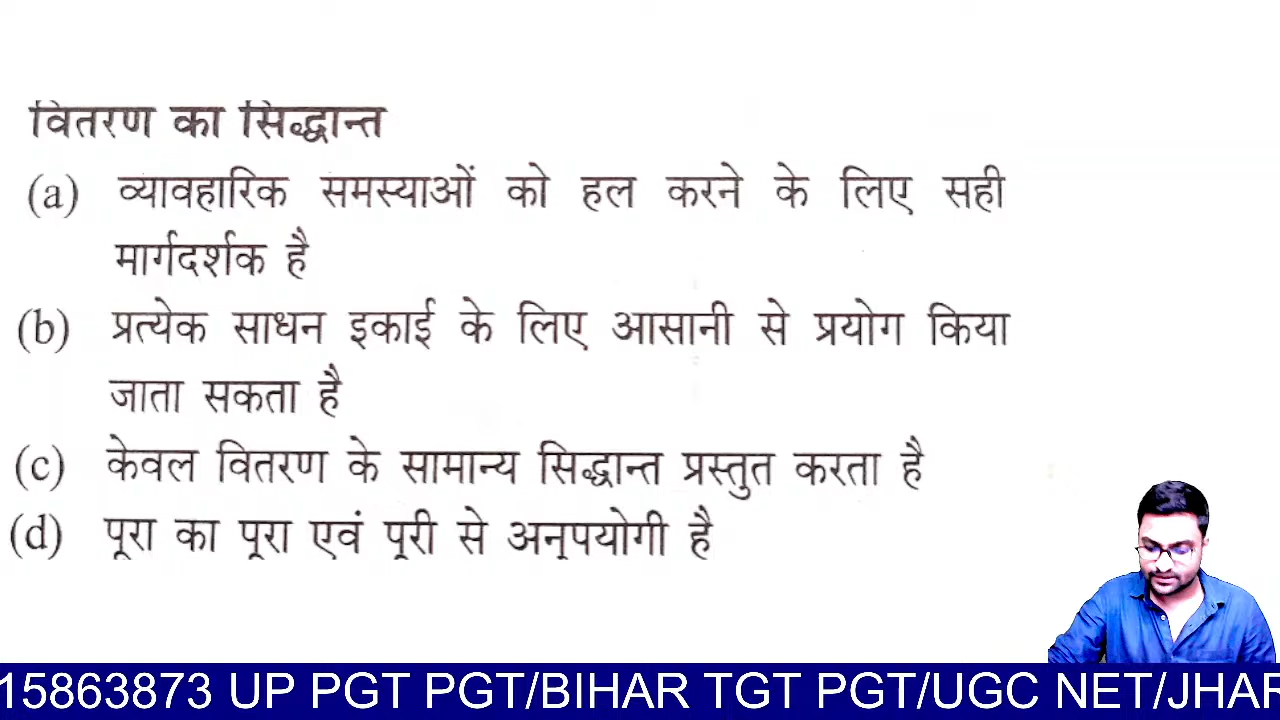 वितरण का सिद्धान्त
(a) व्यावहारिक समस्याओं को हल करने के लिए सही
मार्गदर्शक है
(b) प्रत्येक साधन इकाई के लिए आसानी से प्रयोग किया
जाता सकता है
(c) केवल वितरण के सामान्य सिद्धान्त प्रस्तुत करता है
(d) पूरा का पूरा एवं पूरी से अनुपयोगी है
15863873 UP PGT PGT/BIHAR TGT PGT/UGC NET/JHAR